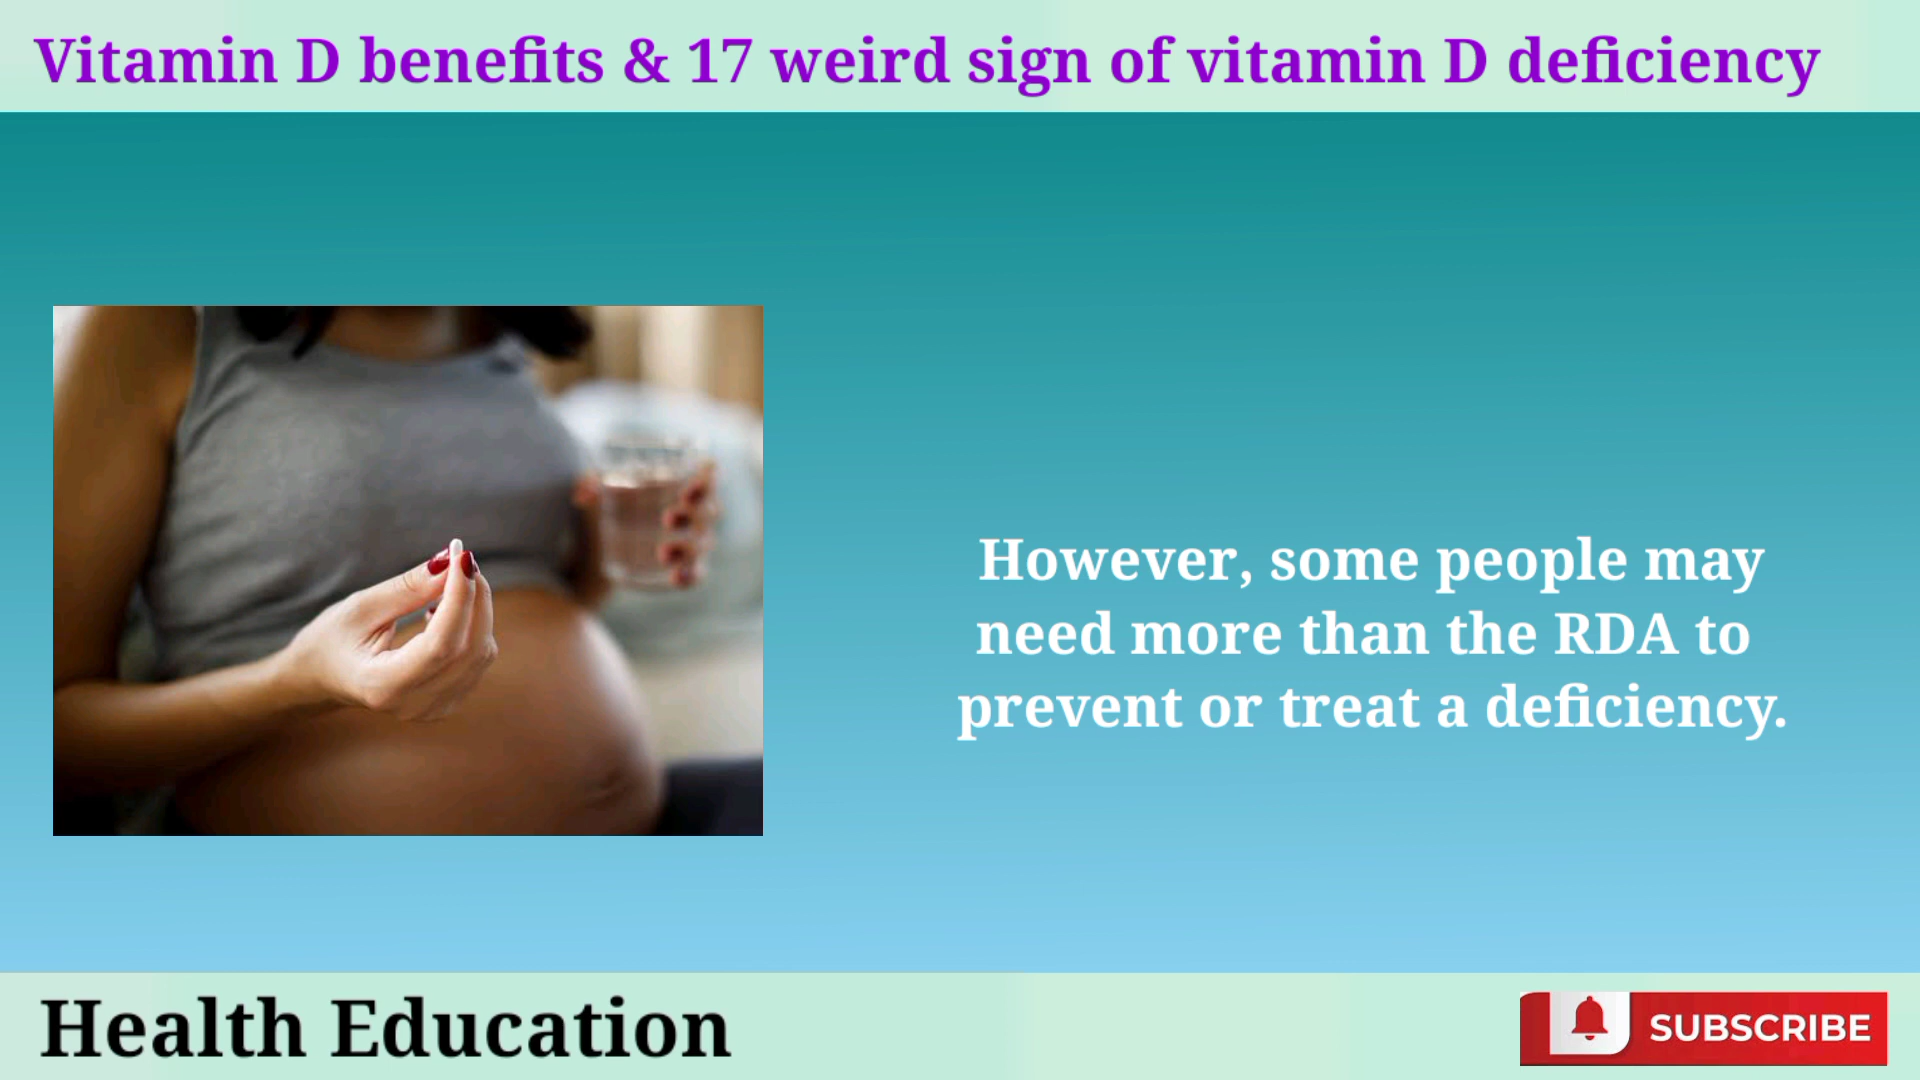 Vitamin D benefits & 17 weird sign of vitamin D deficiency
However, some people may
need more than the RDA to
prevent or treat a deficiency.
Health Education
SUBSCRIBE